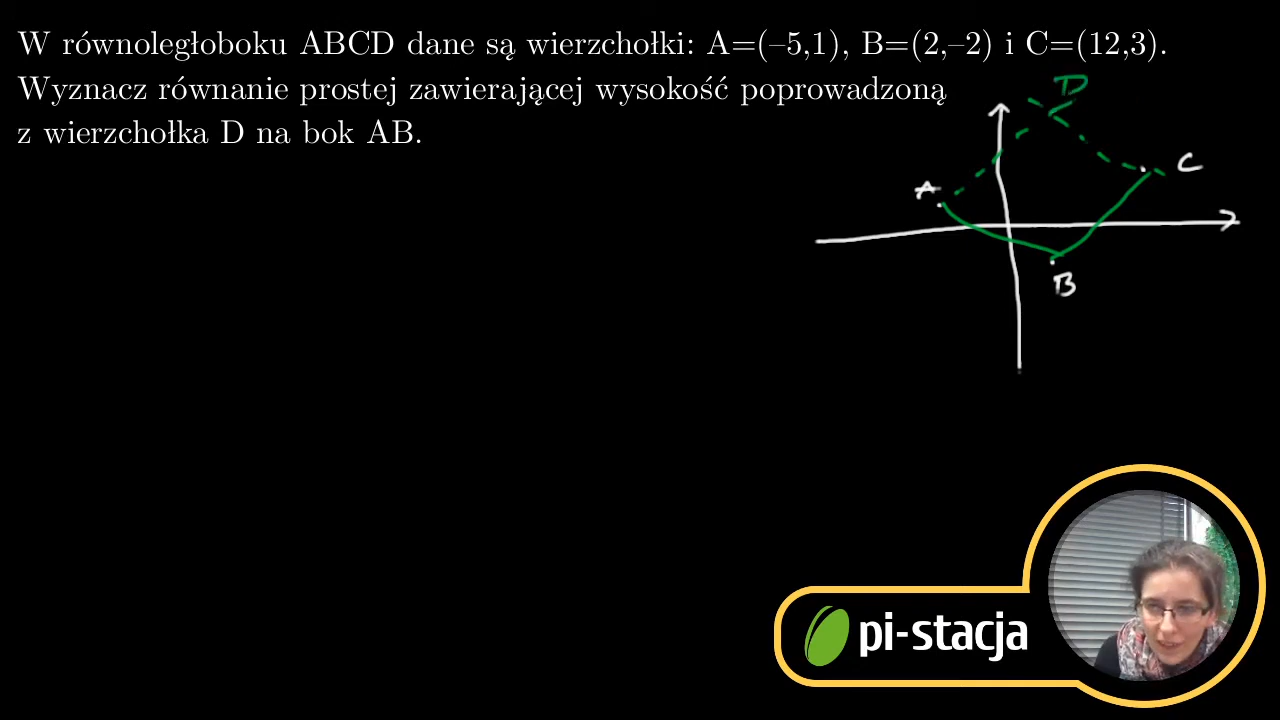 W równoległoboku ABCD dane są wierzchołki: A=(–5,1), B=(2,–2) i C=(12,3).
Wyznacz równanie prostej zawierającej wysokość poprowadzoną
z wierzchołka D na bok AB.
D
A
C
B
pi-stacja